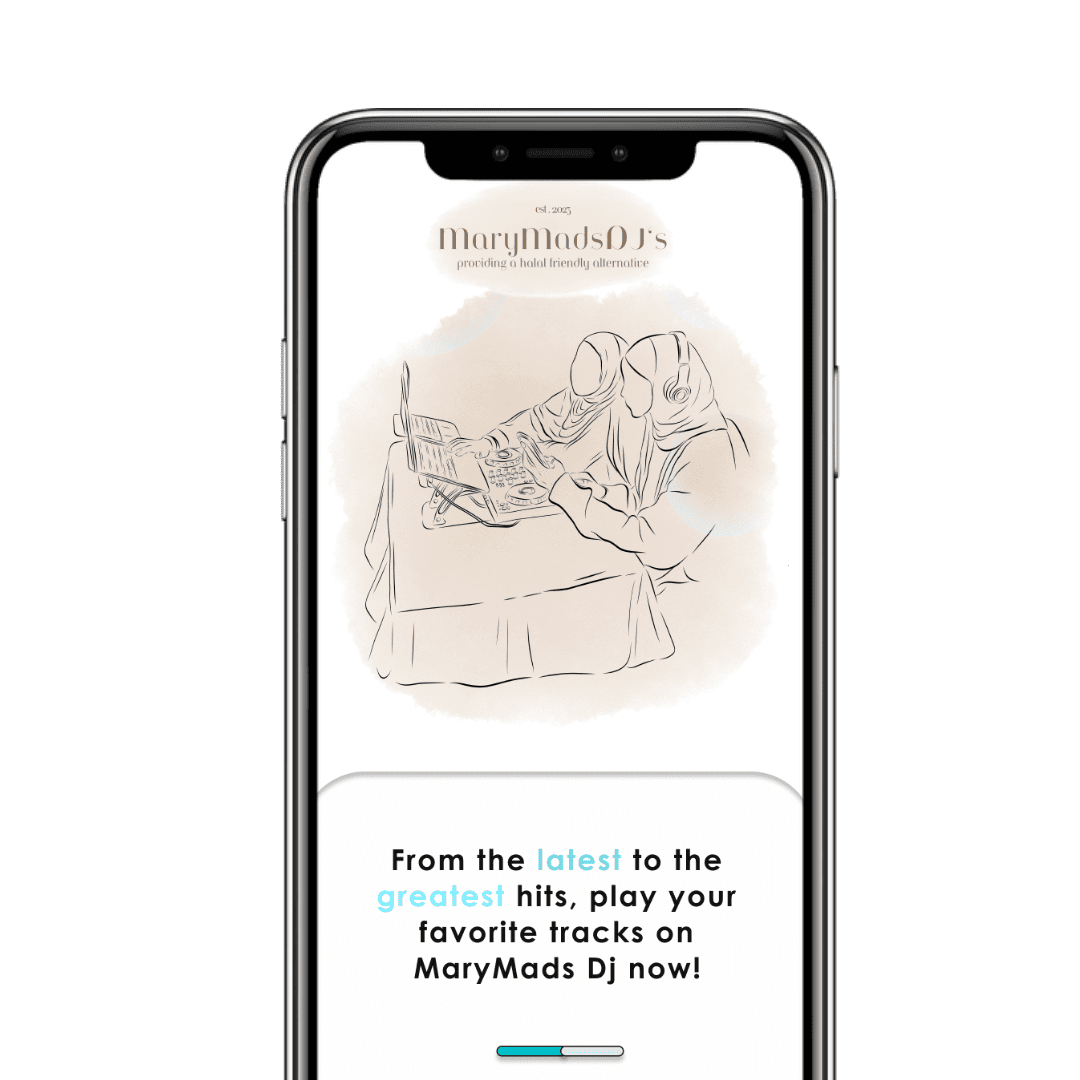 est. 2025
MaryMadsDJ's
providing a halal friendly alternative
From the latest to the
greatest hits, play your
favorite tracks on
MaryMads Dj now!